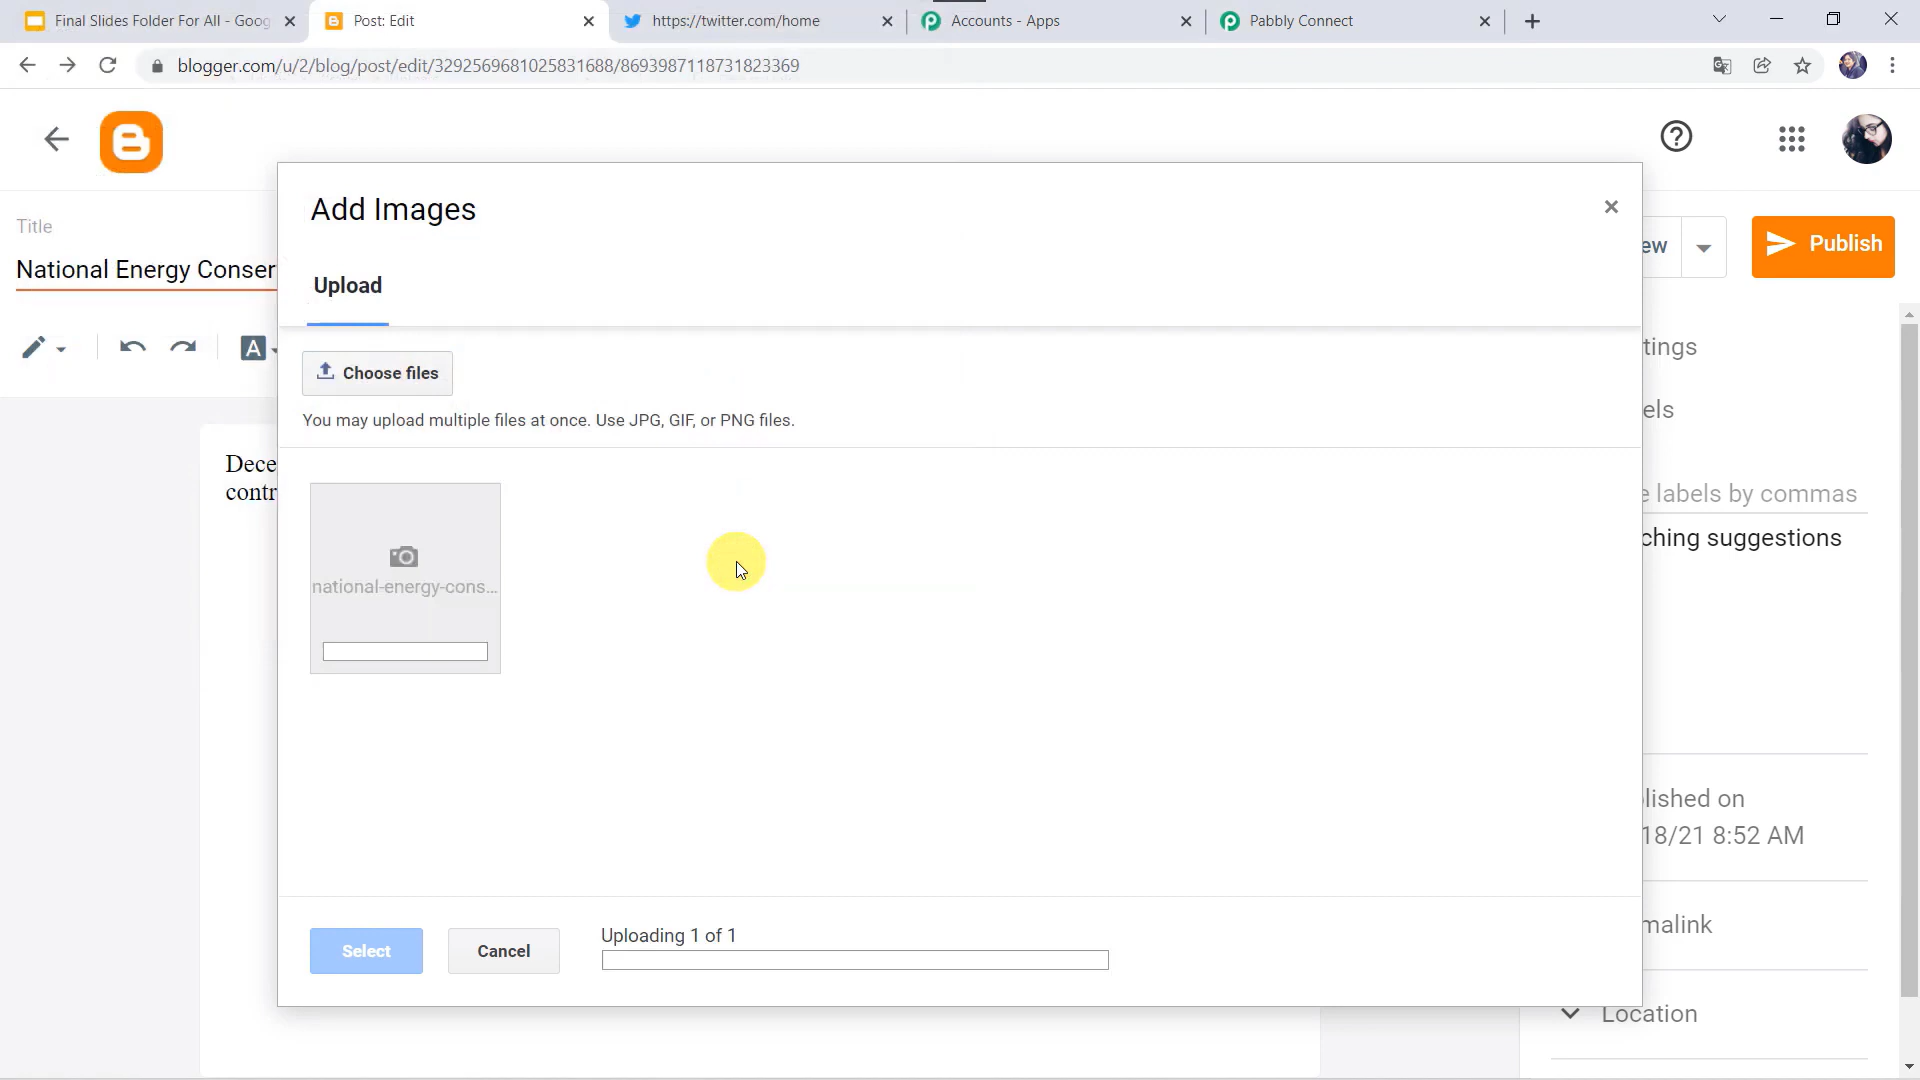 Final Slides Folder For All - Goog
Post: Edit
https://twitter.com/home
Accounts - Apps
Pabbly Connect
blogger.com/u/2/blog/post/edit/3292569681025831688/8693987118731823369
Title
National Energy Conser
Add Images
ew
Publish
Upload
A
tings
Choose files
You may upload multiple files at once. Use JPG, GIF, or PNG files.
els
Dece
contr
e labels by commas
ching suggestions
national-energy-cons...
lished on
18/21 8:52 AM
Select
Cancel
Uploading 1 of 1
malink
Location